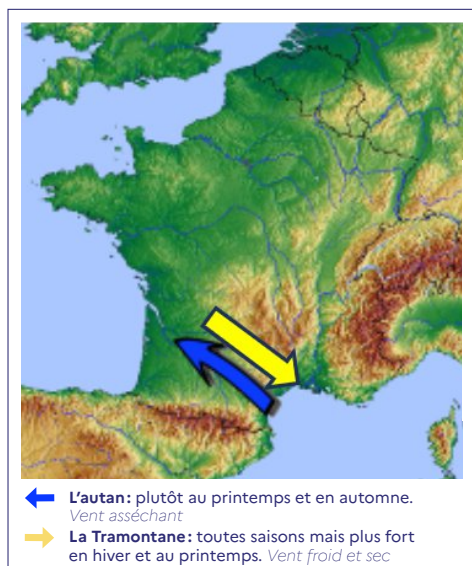 L'autan : plutôt au printemps et en automne.
Vent asséchant
La Tramontane : toutes saisons mais plus fort
en hiver et au printemps. Vent froid et sec